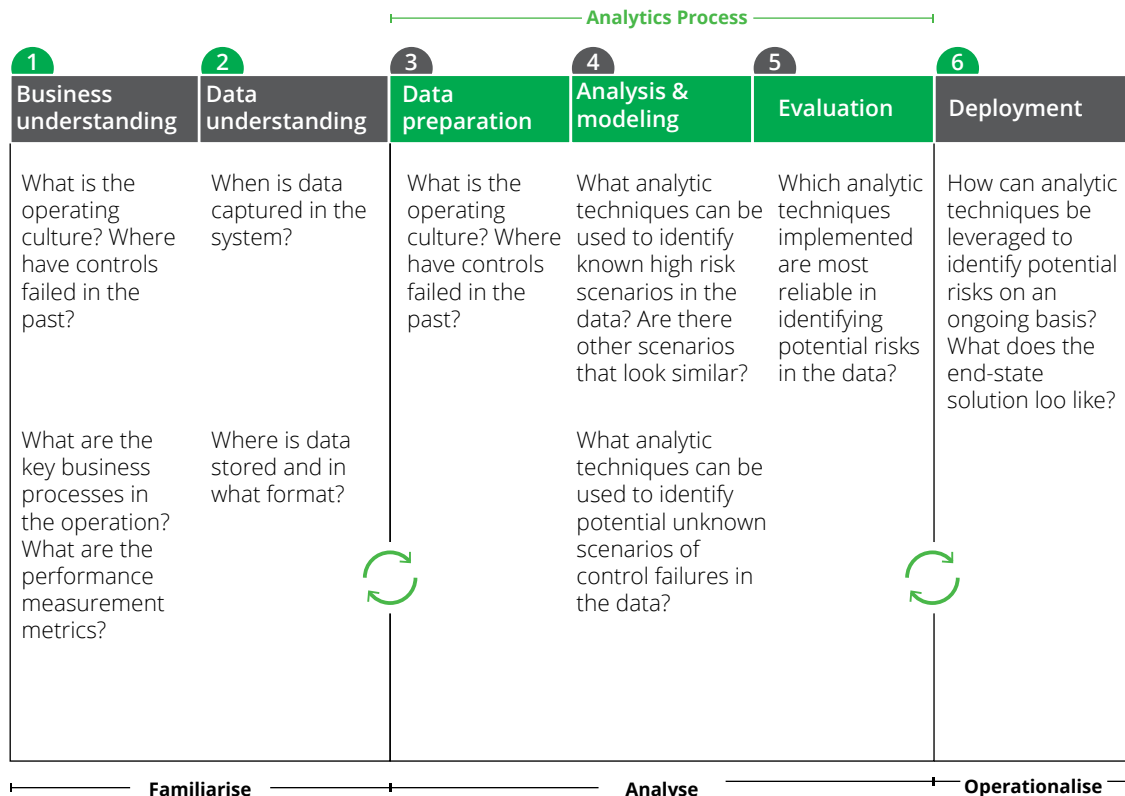 Analytics Process
1
Business
understanding
2
Data
understanding
3
Data
preparation
4
Analysis &
modeling
5
Evaluation
6
Deployment
What is the
operating
culture? Where
have controls
failed in the
past?
What are the
key business
processes in
the operation?
What are the
performance
measurement
metrics?
When is data
captured in the
system?
Where is data
stored and in
what format?
What is the
operating
culture? Where
have controls
failed in the
past?
What analytic
techniques can be
used to identify
known high risk
scenarios in the
data? Are there
other scenarios
that look similar?
What analytic
techniques can be
used to identify
potential unknown
scenarios of
control failures in
the data?
Which analytic
techniques
implemented
are most
reliable in
identifying
potential risks
in the data?
How can analytic
techniques be
leveraged to
identify potential
risks on an
ongoing basis?
What does the
end-state
solution loo like?
Familiarise
Analyse
Operationalise